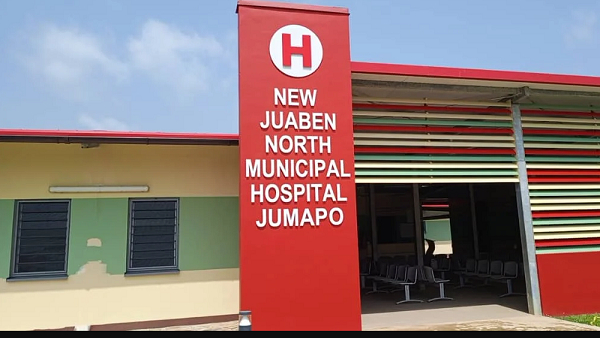 H
NEW
JUABEN
NORTH
MUNICIPAL
HOSPITAL
JUMAPO